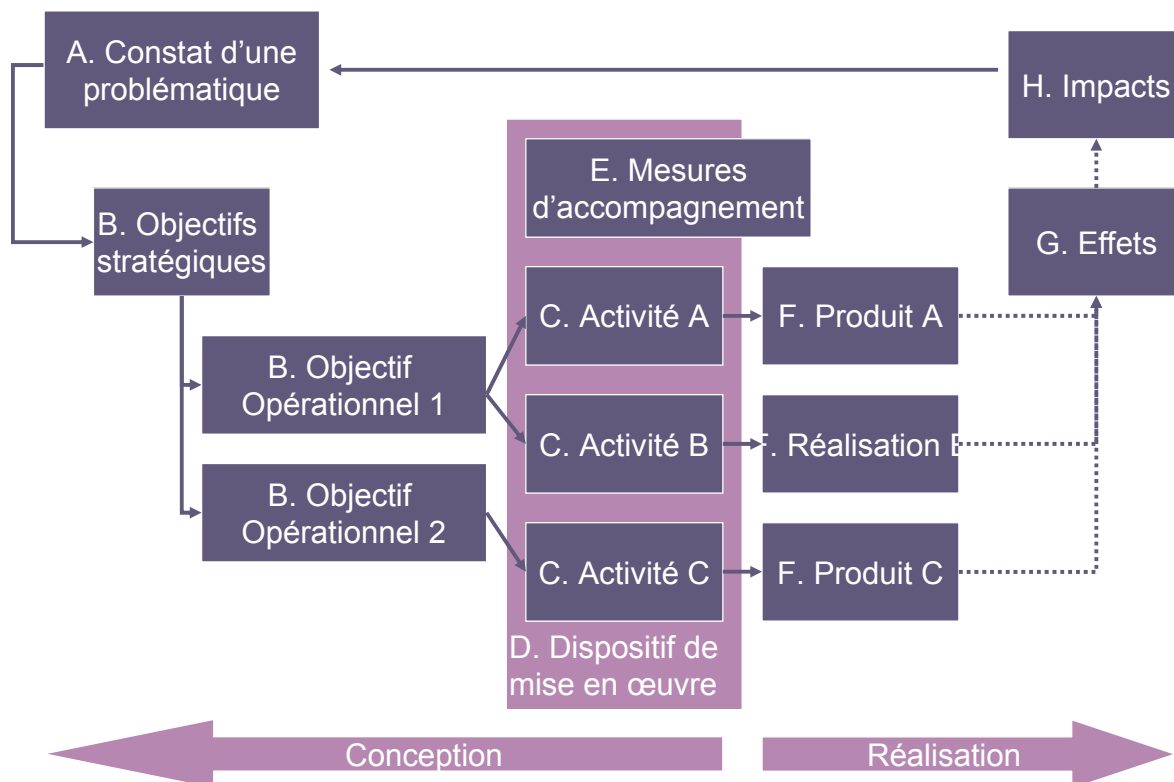 A. Constat d’une
problématique
H. Impacts
E. Mesures
d’accompagnement
B. Objectifs
stratégiques
G. Effets
C. Activité A
F. Produit A
B. Objectif
Opérationnel 1
C. Activité B
Réalisation
B. Objectif
Opérationnel 2
C. Activité C
F. Produit C
D. Dispositif de
mise en œuvre
Conception
Réalisation